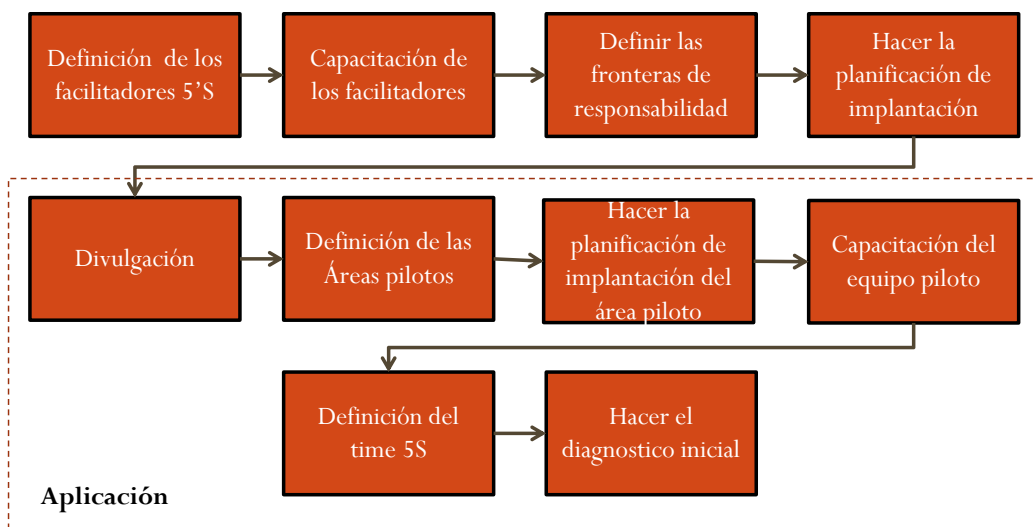 Definición de los
facilitadores 5’S
Capacitación de
los facilitadores
Definir las
fronteras de
responsabilidad
Hacer la
planificación de
implantación
Divulgación
Definición de las
Áreas pilotos
Hacer la
planificación de
implantación del
área piloto
Capacitación del
equipo piloto
Definición del
time 5S
Hacer el
diagnostico inicial
Aplicación